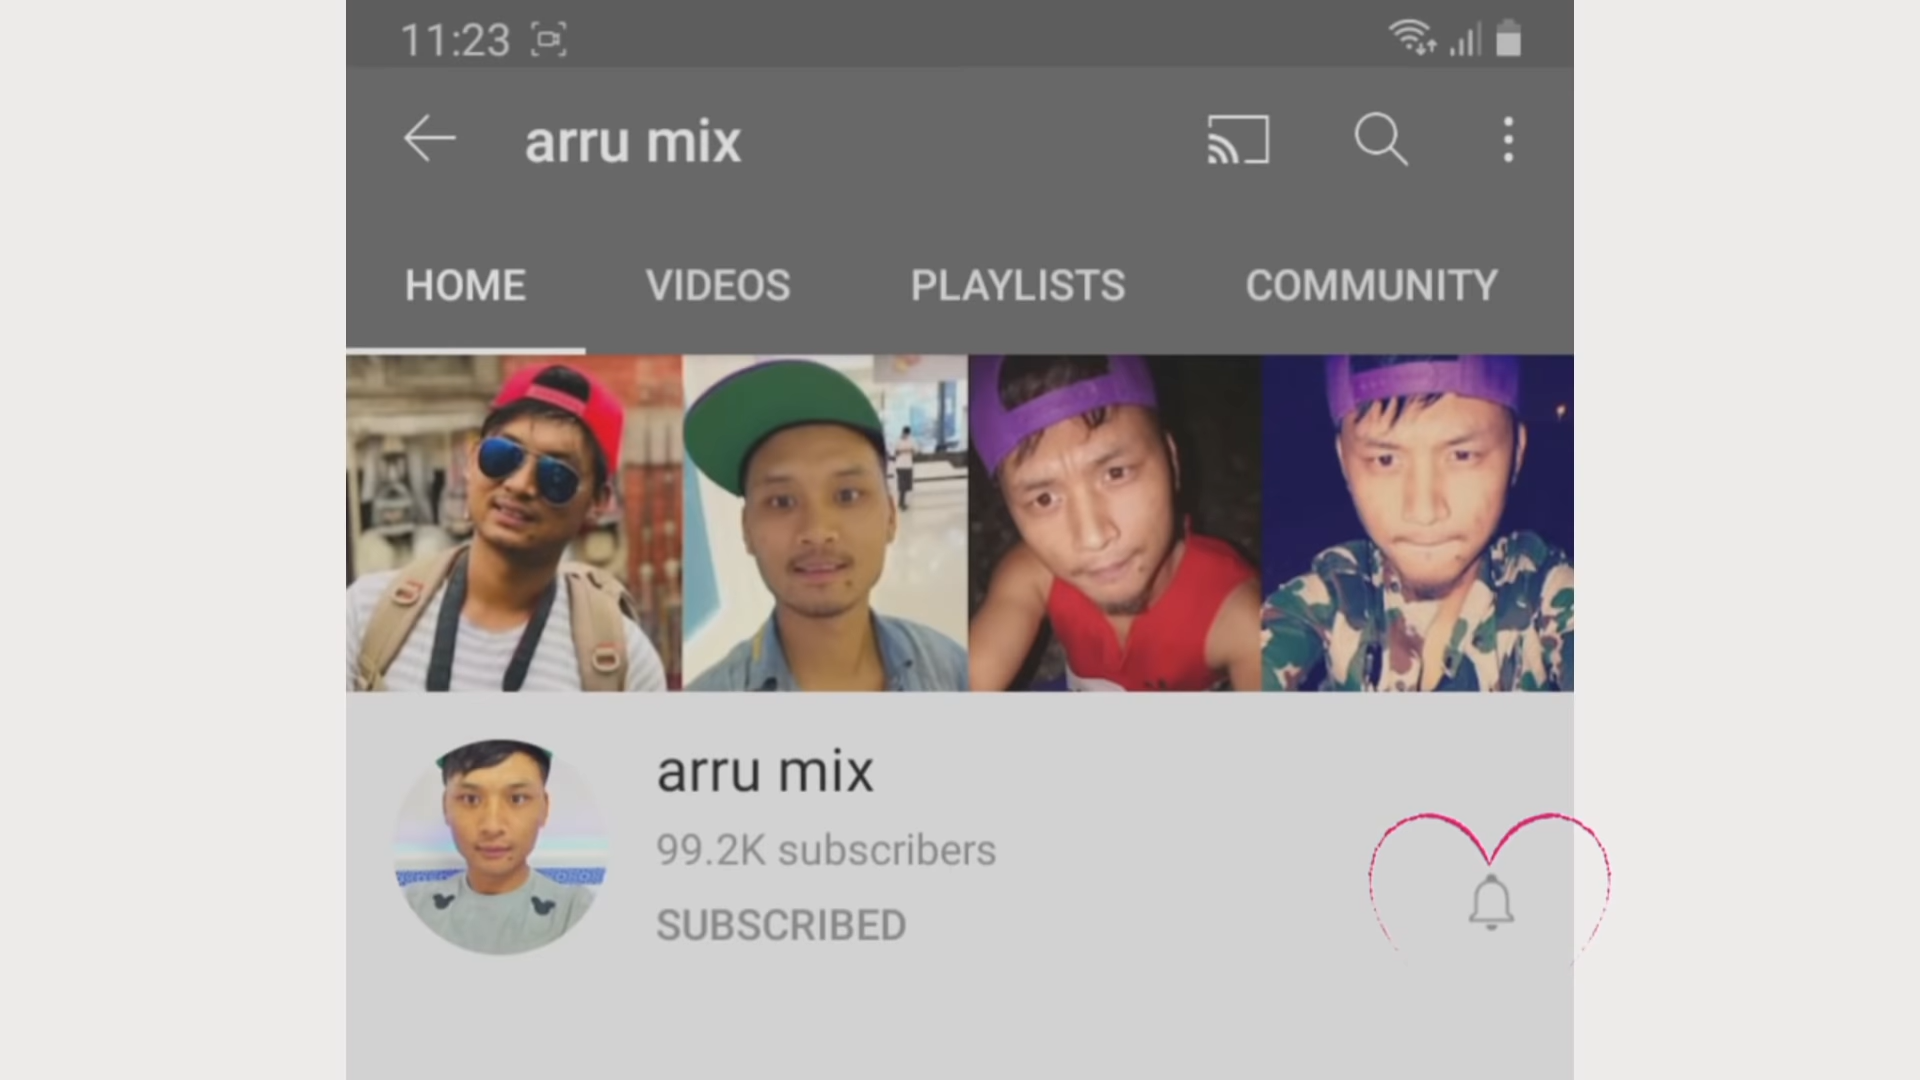 11:23
arru mix
HOME VIDEOS PLAYLISTS COMMUNITY
arru mix
99.2K subscribers
SUBSCRIBED